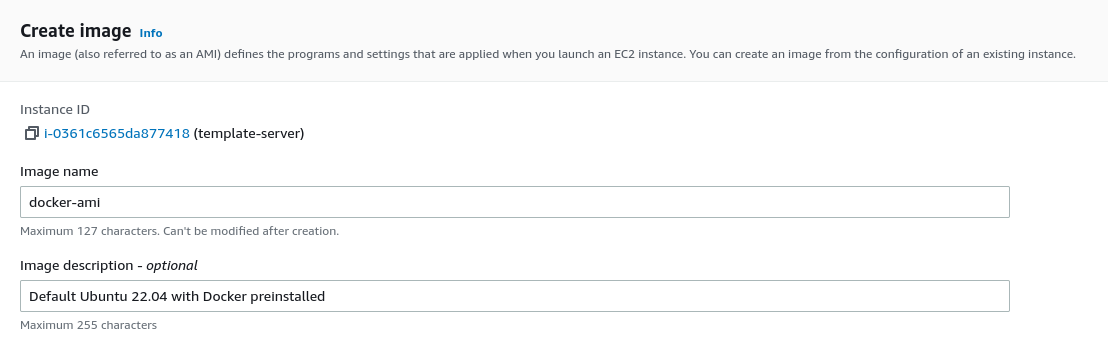 Create image Info
An image (also referred to as an AMI) defines the programs and settings that are applied when you launch an EC2 instance. You can create an image from the configuration of an existing instance.
Instance ID
i-0361c6565da877418 (template-server)
Image name
docker-ami
Maximum 127 characters. Can't be modified after creation.
Image description - optional
Default Ubuntu 22.04 with Docker preinstalled
Maximum 255 characters